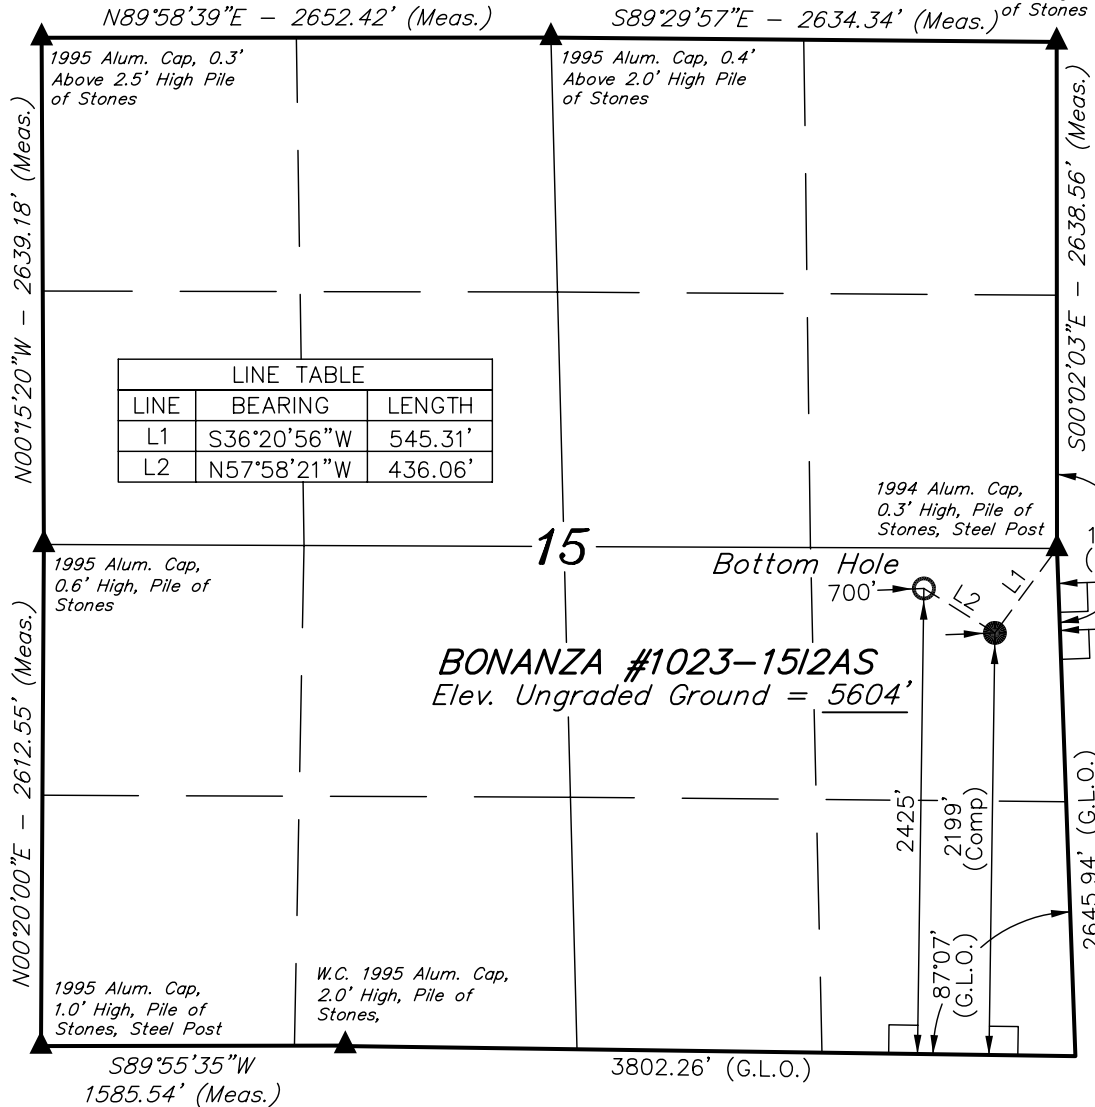 N89°58'39"E - 2652.42' (Meas.)
S89°29'57"E - 2634.34' (Meas.)
of Stones
1995 Alum. Cap, 0.3'
Above 2.5' High Pile
of Stones
1995 Alum. Cap, 0.4'
Above 2.0' High Pile
of Stones
N00°15'20"W - 2639.18' (Meas.)
S00°02'03"E - 2638.56' (Meas.)
LINE TABLE
LINE BEARING LENGTH
L1 S36°20'56"W 545.31'
L2 N57°58'21"W 436.06'
1994 Alum. Cap,
0.3' High, Pile of
Stones, Steel Post
15
1995 Alum. Cap,
0.6' High, Pile of
Stones
Bottom Hole
700'
L2
L1
1
(
BONANZA #1023-15I2AS
Elev. Ungraded Ground = 5604'
N00°20'00"E - 2612.55' (Meas.)
2425'
2199'
(Comp)
87°07'
(G.L.O.)
2645.94' (G.L.O.)
1995 Alum. Cap,
1.0' High, Pile of
Stones, Steel Post
W.C. 1995 Alum. Cap,
2.0' High, Pile of
Stones,
S89°55'35"W
1585.54' (Meas.)
3802.26' (G.L.O.)